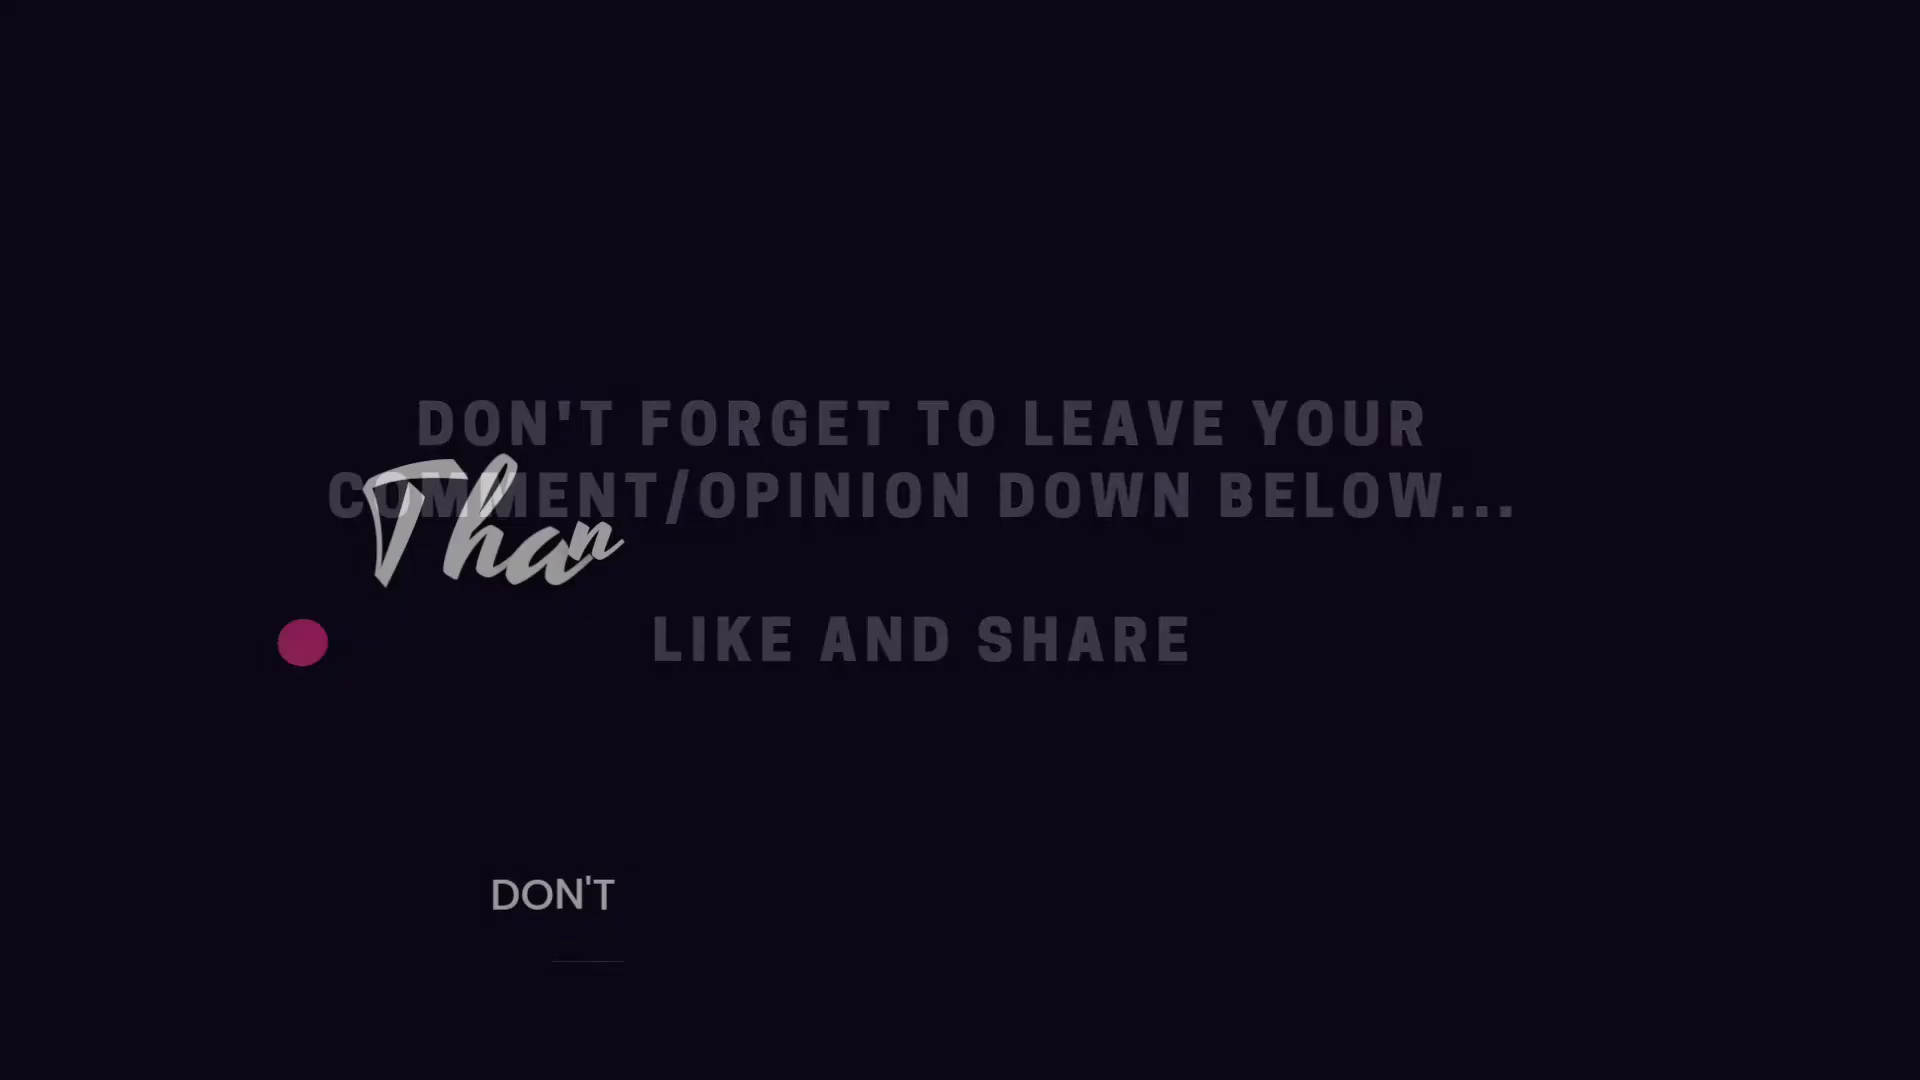 DON'T FORGET TO LEAVE YOUR
COMMENT/OPINION DOWN BELOW...
Than
LIKE AND SHARE
DON'T